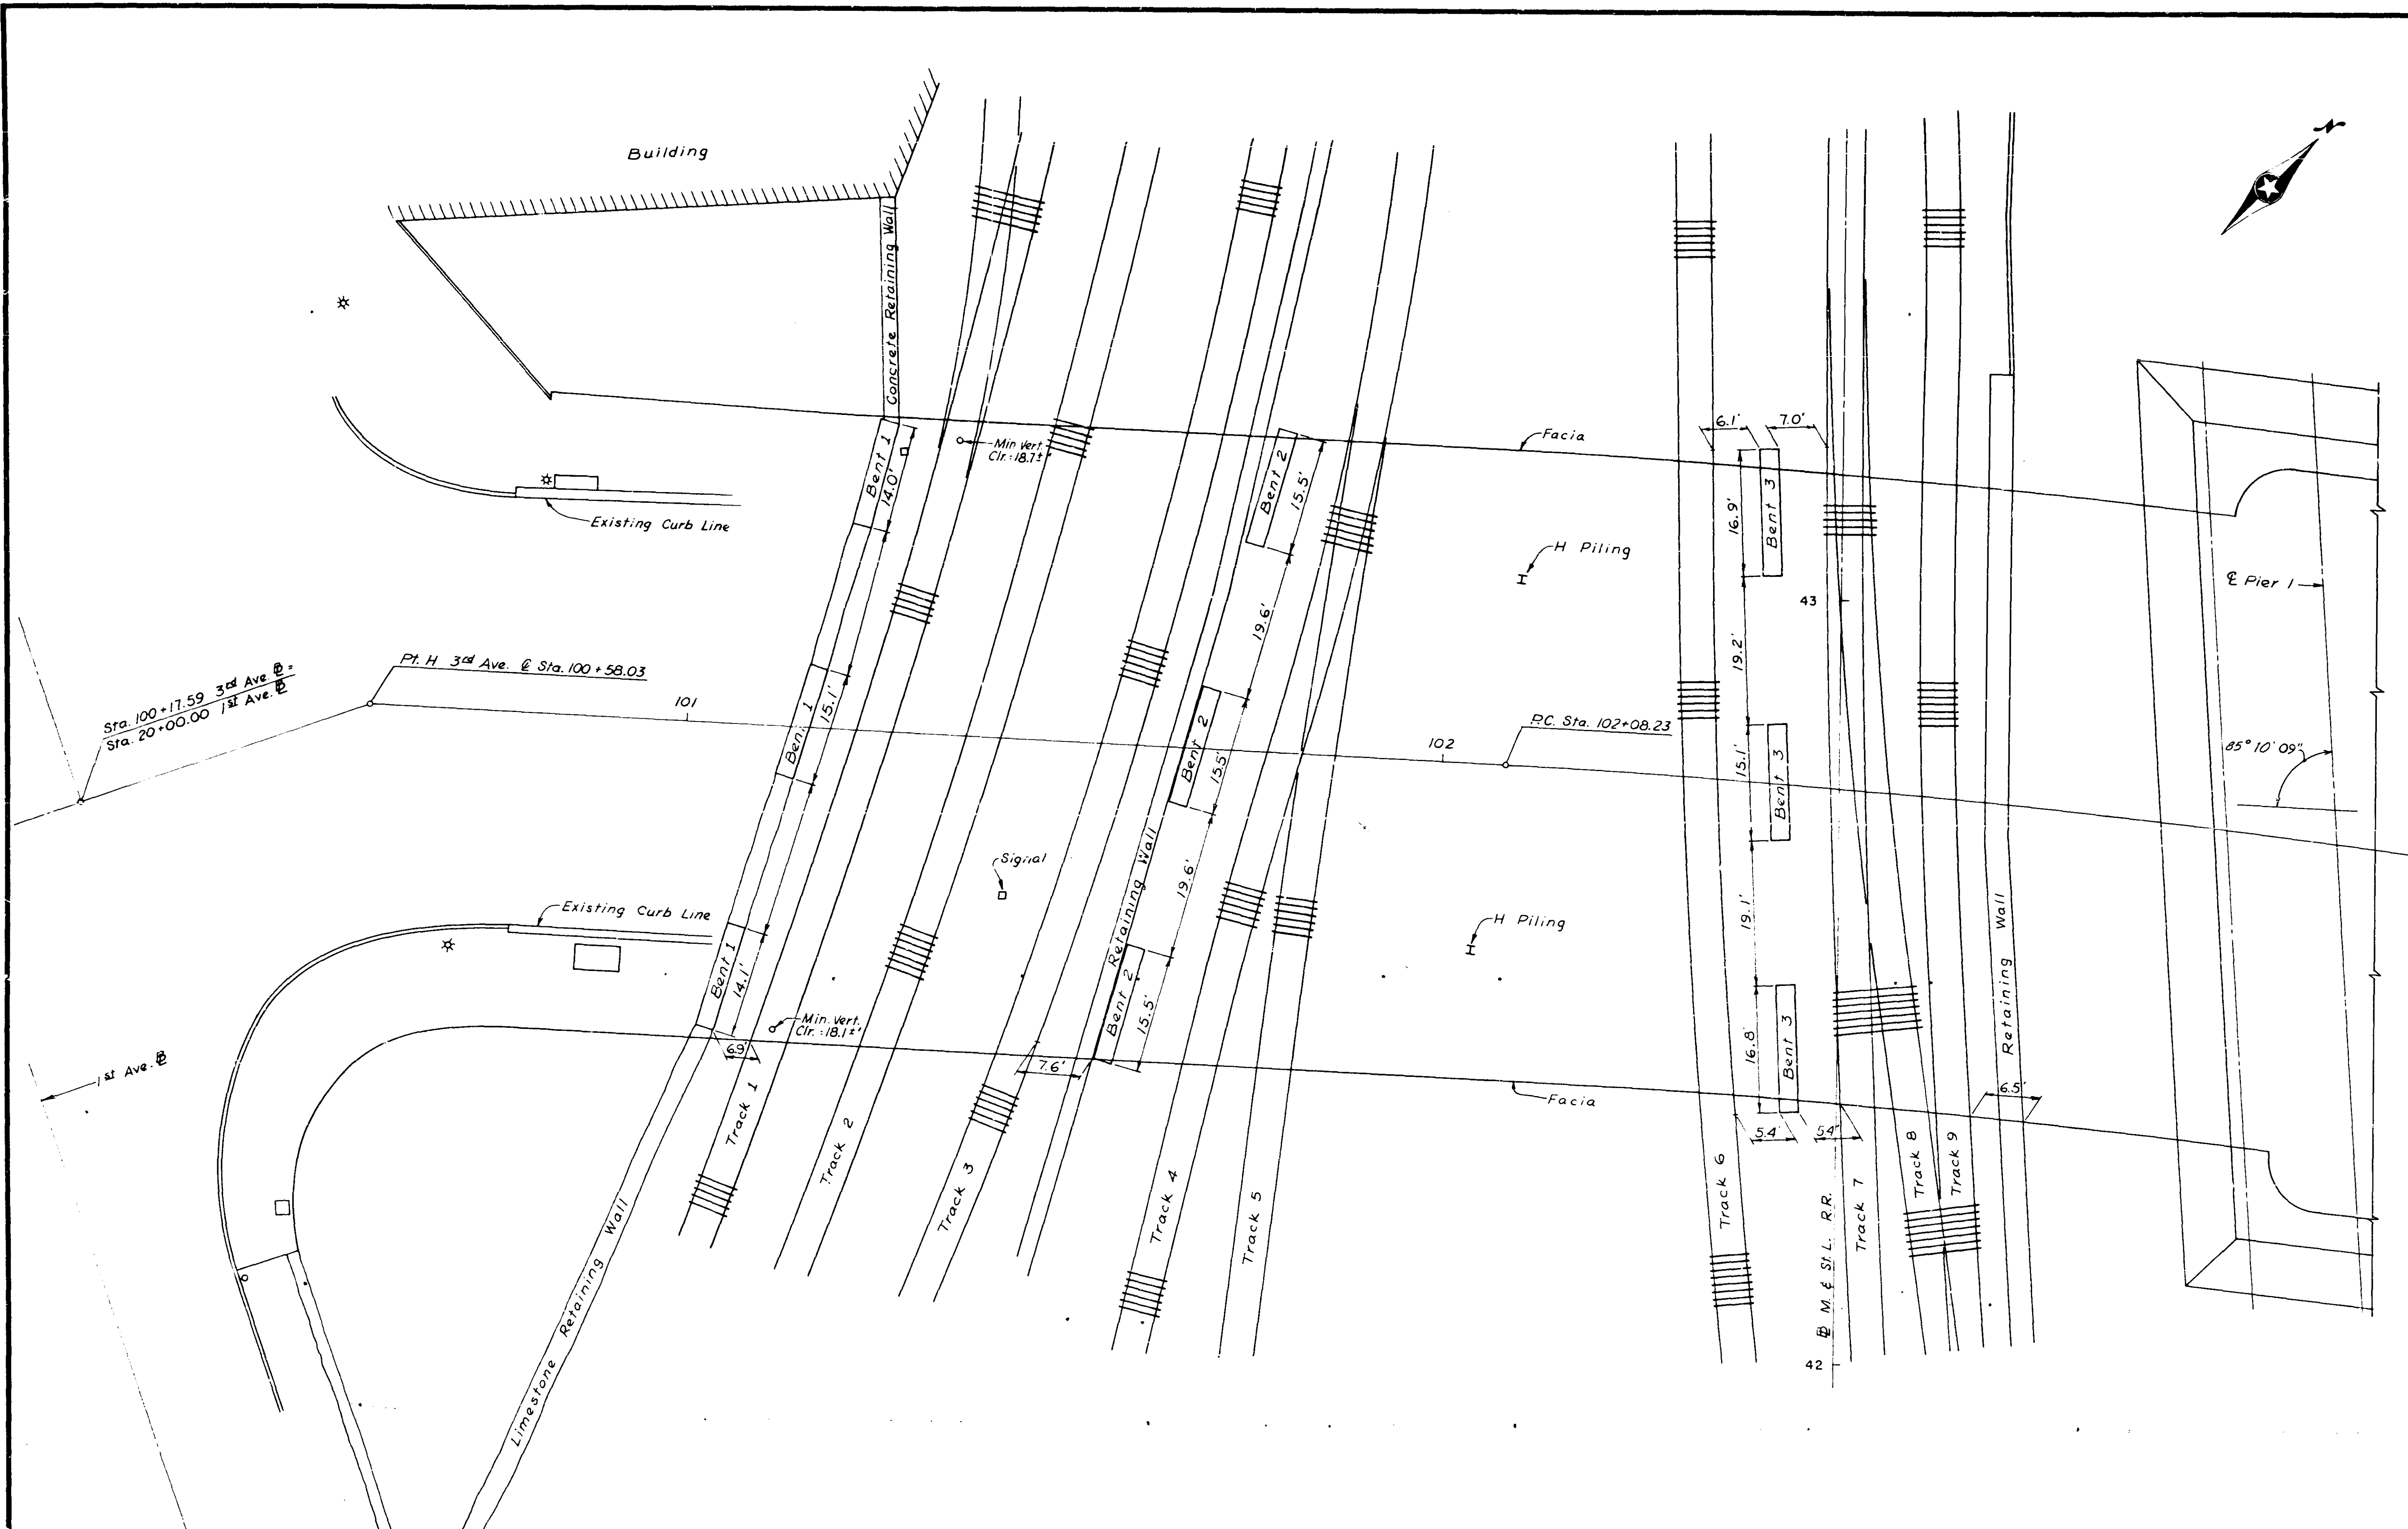 N
Building
Concrete Retaining Wall
Min. Vert.
Clr. = 18.7±'
Facia
6.1'
7.0'
Bent 1
14.0'
Bent 2
15.5'
Bent 3
16.9'
Existing Curb Line
H Piling
℄ Pier 1
43
19.6'
19.2'
Sta. 100+17.59 3rd Ave. ⅊ =
Sta. 20+00.00 1st Ave. ⅊
Pt. H 3rd Ave. ℄ Sta. 100+58.03
101
Bent 1
15.1'
Bent 2
15.5'
102
P.C. Sta. 102+08.23
15.1'
Bent 3
85° 10' 09"
Signal
Retaining Wall
19.6'
19.1'
Existing Curb Line
H Piling
Retaining Wall
Bent 1
14.1'
Bent 2
15.5'
16.8'
Bent 3
Min. Vert.
Clr. = 18.1±'
6.9'
7.6'
Facia
6.5'
5.4'
5.4'
1st Ave. ⅊
Track 1
Track 2
Track 3
Track 4
Track 5
Track 6
Track 7
Track 8
Track 9
⅊ M. & St. L. R.R.
Limestone Retaining Wall
42